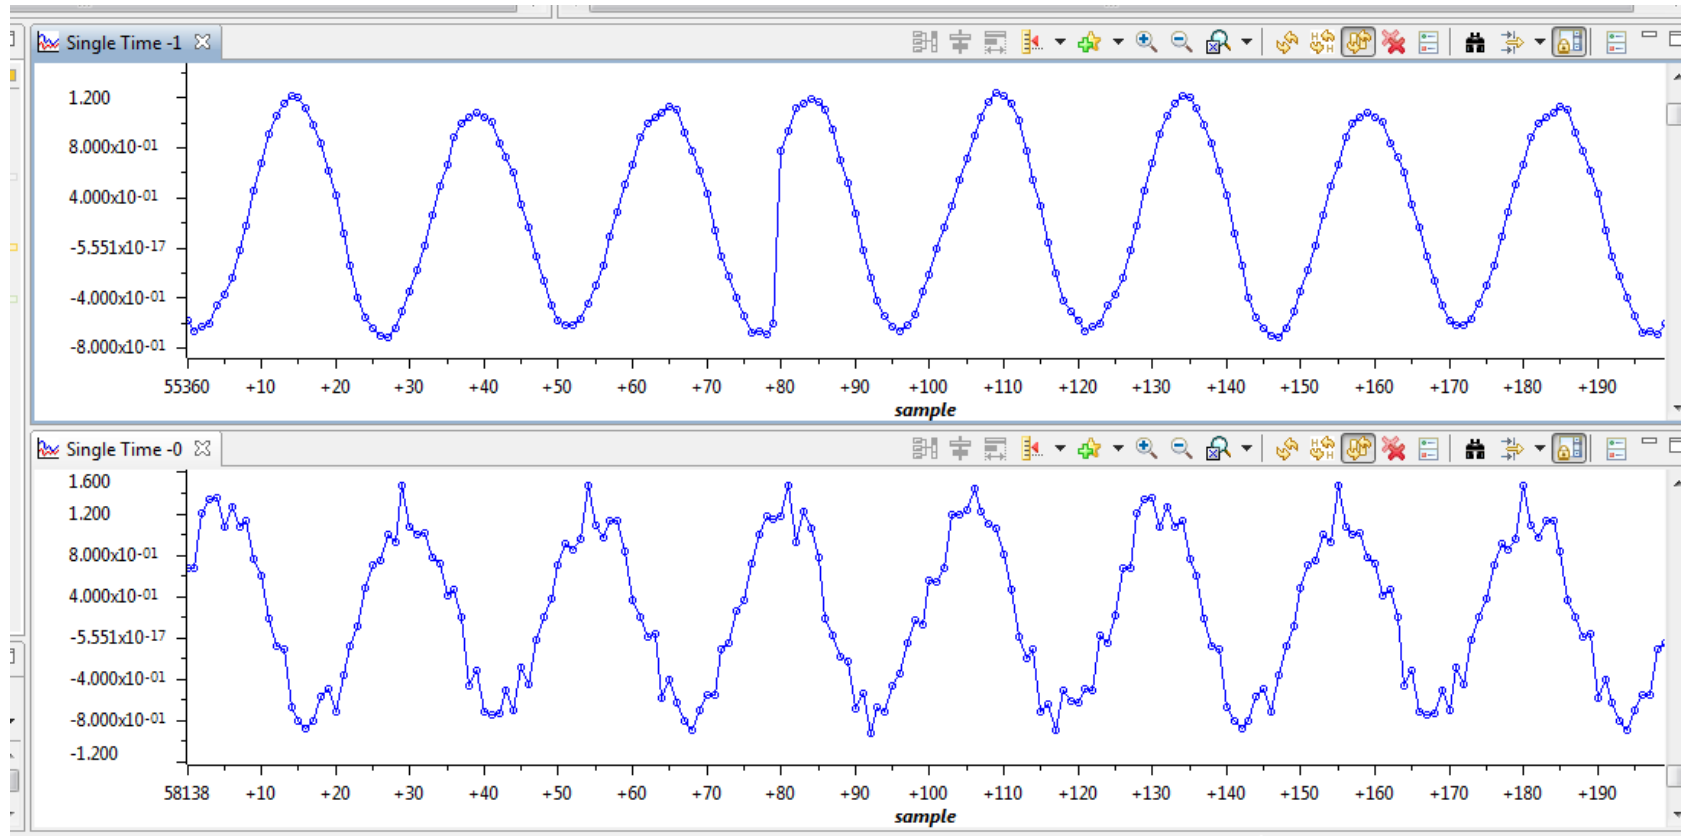 Single Time -1
1.200
8.000x10-01
4.000x10-01
-5.551x10-17
-4.000x10-01
-8.000x10-01
55360 +10 +20 +30 +40 +50 +60 +70 +80 +90 +100 +110 +120 +130 +140 +150 +160 +170 +180 +190
sample
Single Time -0
1.600
1.200
8.000x10-01
4.000x10-01
-5.551x10-17
-4.000x10-01
-8.000x10-01
-1.200
58138 +10 +20 +30 +40 +50 +60 +70 +80 +90 +100 +110 +120 +130 +140 +150 +160 +170 +180 +190
sample